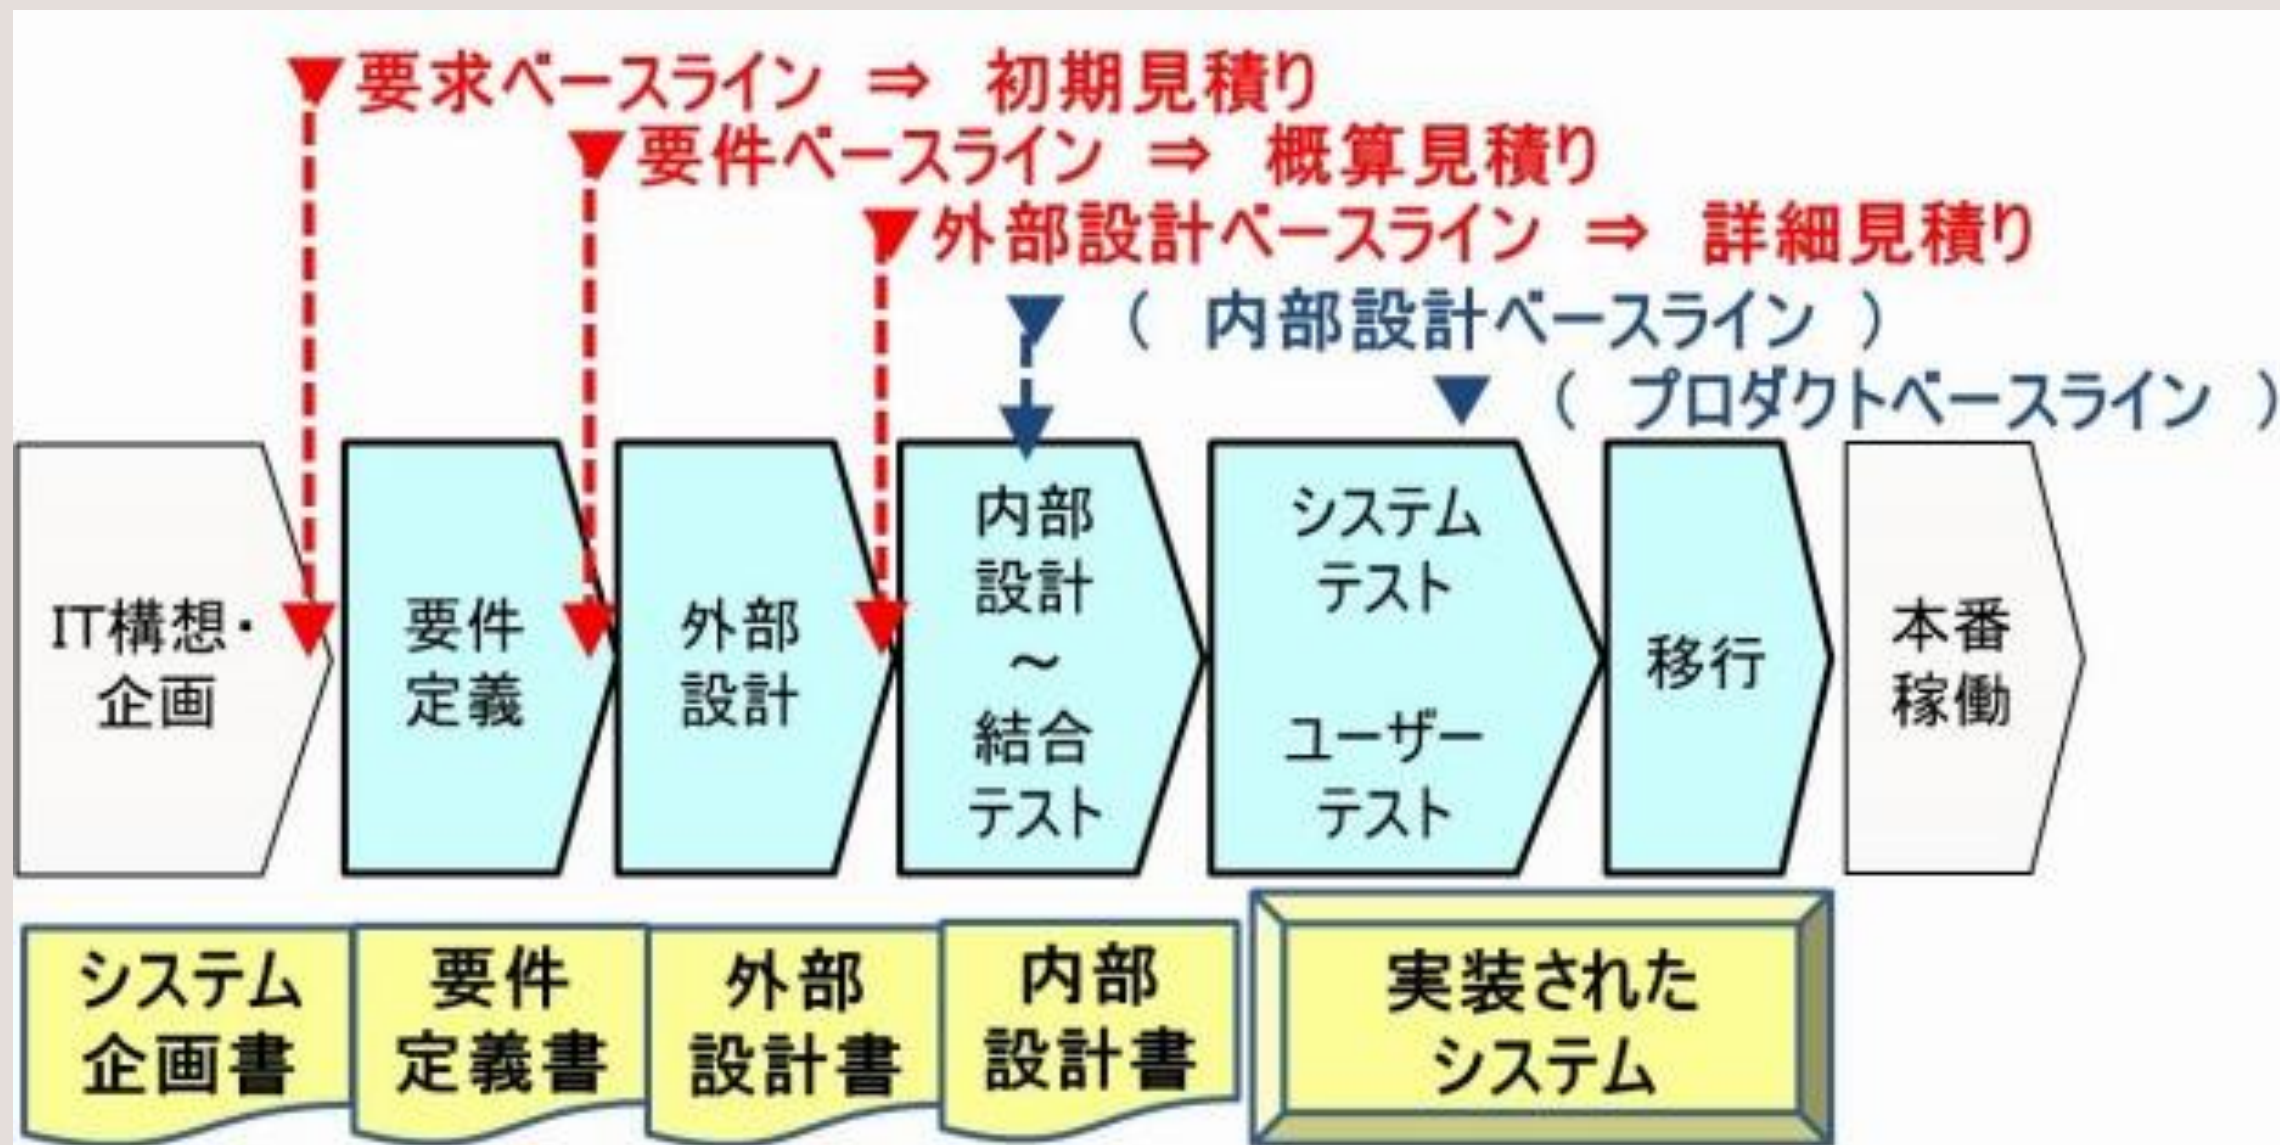 ▼要求ベースライン ⇒ 初期見積り
▼要件ベースライン ⇒ 概算見積り
▼外部設計ベースライン ⇒ 詳細見積り
▼ ( 内部設計ベースライン )
▼ ( プロダクトベースライン )
IT構想・
企画
要件
定義
外部
設計
内部
設計
~
結合
テスト
システム
テスト
ユーザー
テスト
移行
本番
稼働
システム
企画書
要件
定義書
外部
設計書
内部
設計書
実装された
システム